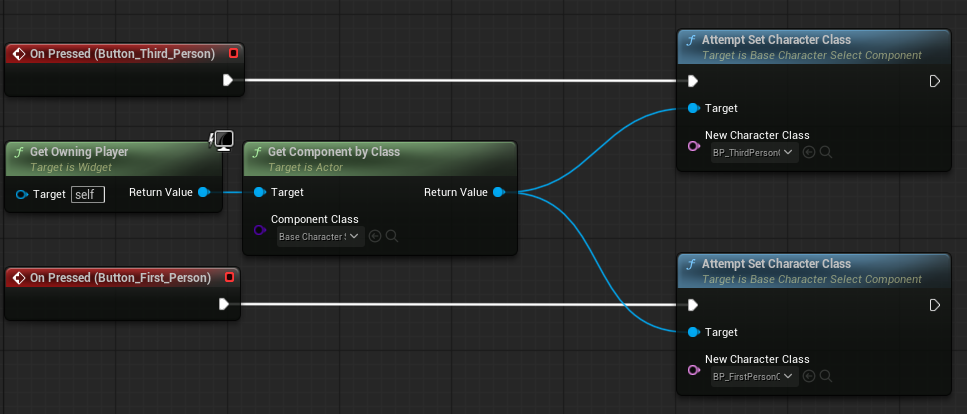 On Pressed (Button_Third_Person)
Get Owning Player
Target is Widget
Target self Return Value
Get Component by Class
Target is Actor
Target Return Value
Component Class
Base Character S
On Pressed (Button_First_Person)
Attempt Set Character Class
Target is Base Character Select Component
Target
New Character Class
BP_ThirdPerson
Attempt Set Character Class
Target is Base Character Select Component
Target
New Character Class
BP_FirstPersonC